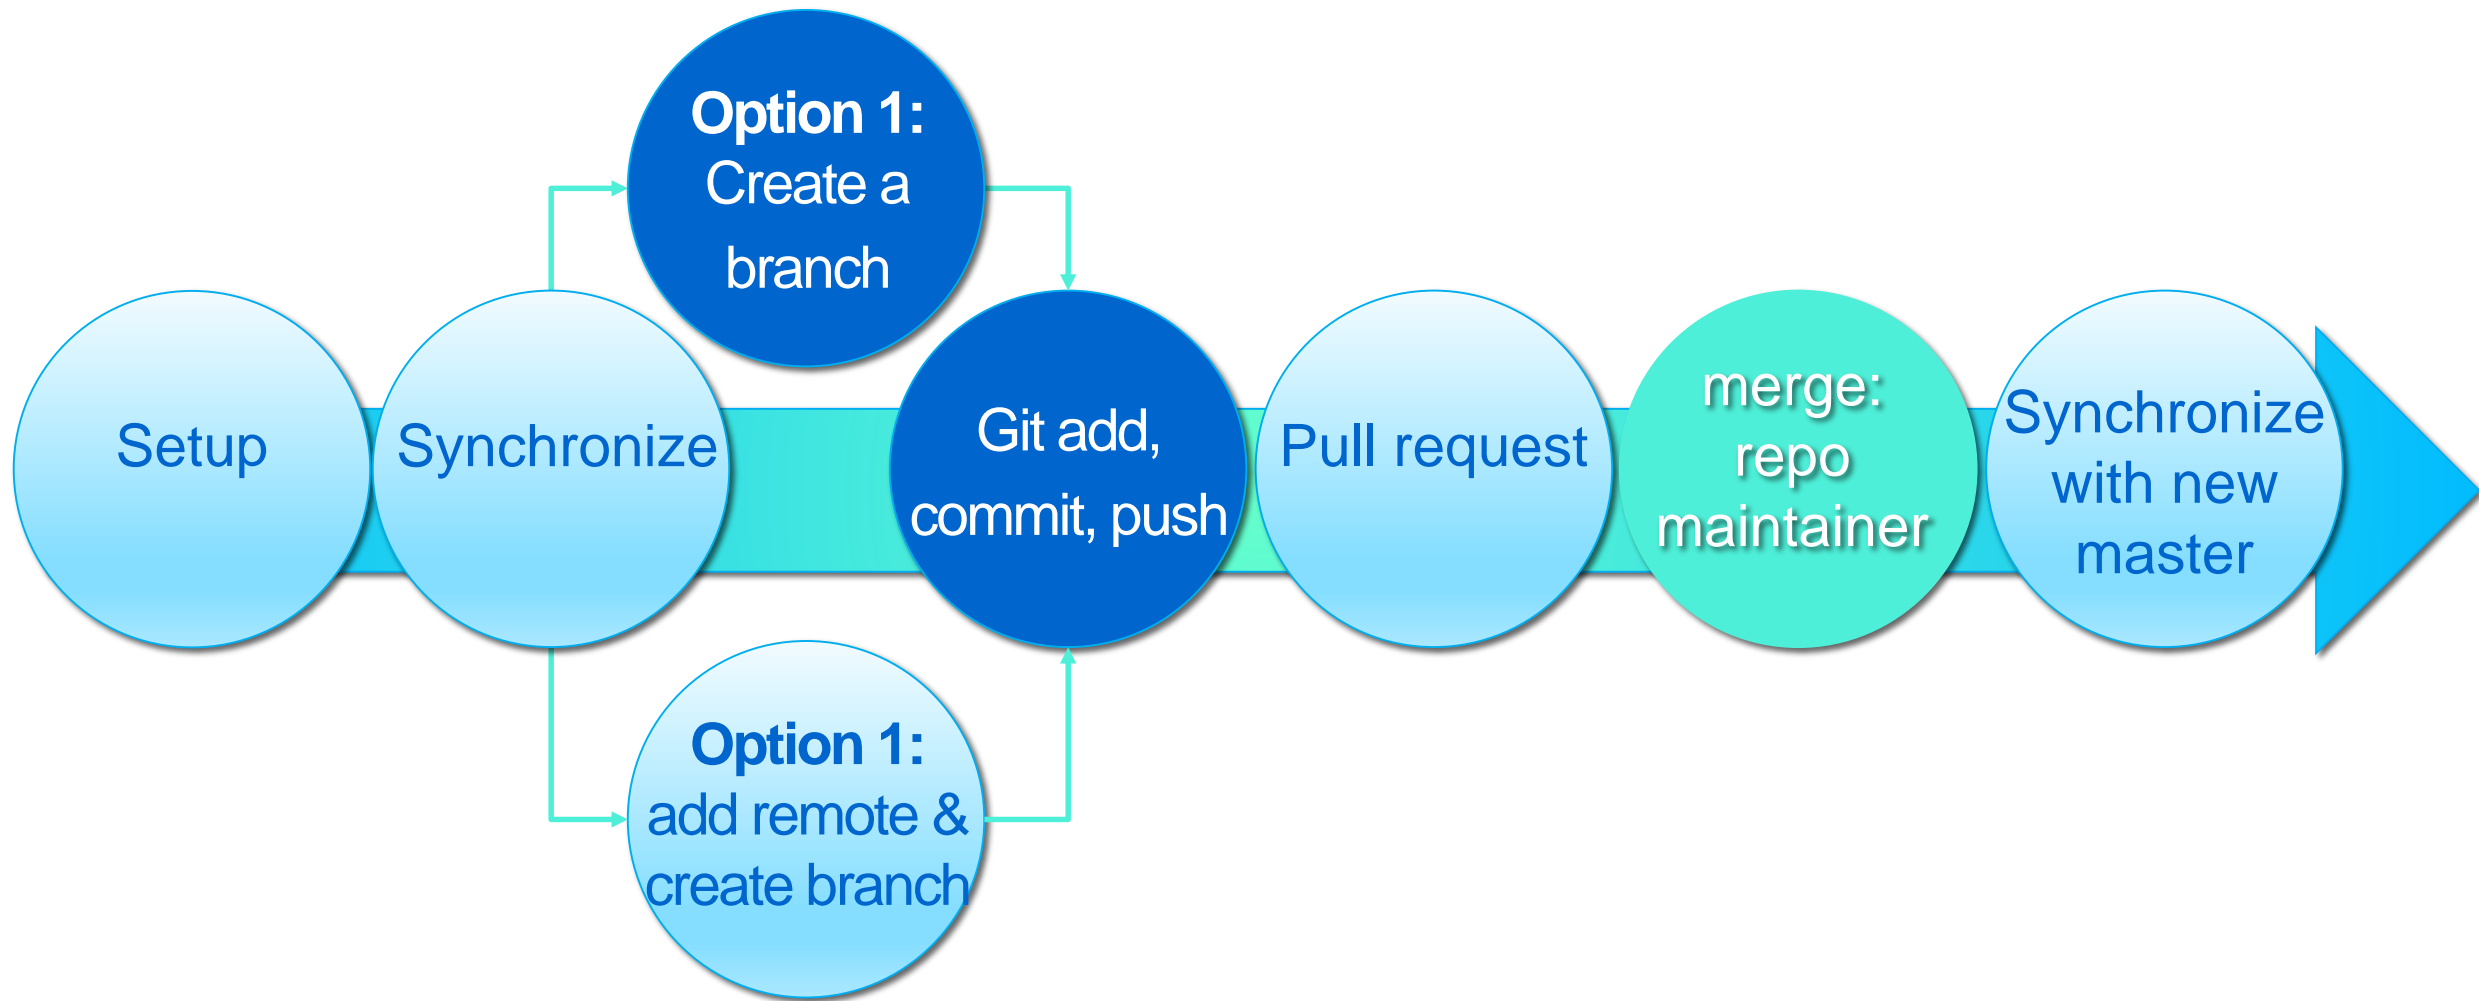 Option 1:
Create a
branch
Setup
Synchronize
Git add,
commit, push
Pull request
merge:
repo
maintainer
Synchronize
with new
master
Option 1:
add remote &
create branch